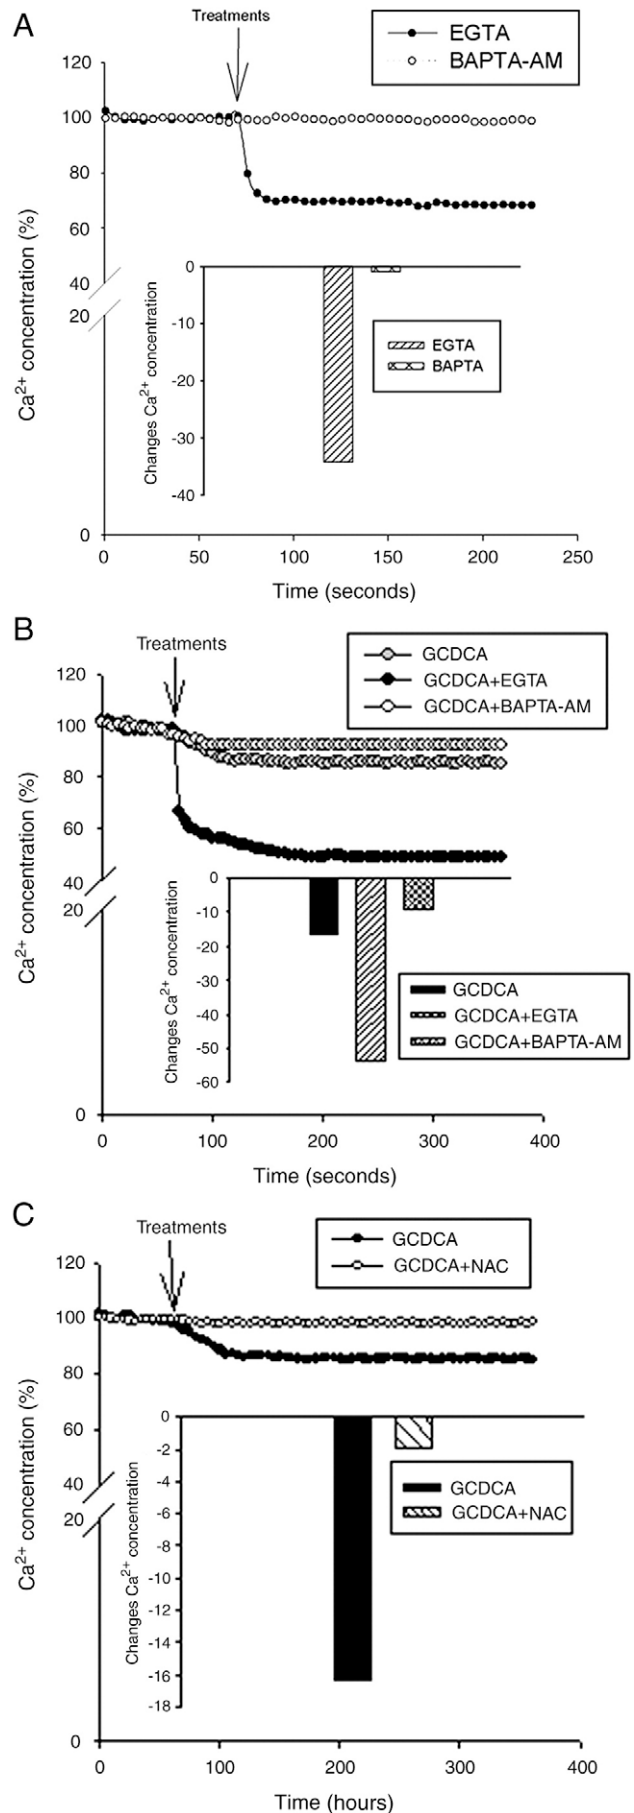 A
Treatments
EGTA
BAPTA-AM
120
100
80
60
40
20
0
Ca2+ concentration (%)
0
-10
-20
-30
-40
Changes Ca2+ concentration
EGTA
BAPTA
0 50 100 150 200 250
Time (seconds)
B
Treatments
GCDCA
GCDCA+EGTA
GCDCA+BAPTA-AM
120
100
80
60
40
20
0
Ca2+ concentration (%)
0
-10
-20
-30
-40
-50
-60
Changes Ca2+ concentration
GCDCA
GCDCA+EGTA
GCDCA+BAPTA-AM
0 100 200 300 400
Time (seconds)
C
Treatments
GCDCA
GCDCA+NAC
120
100
80
60
40
20
0
Ca2+ concentration (%)
0
-2
-4
-6
-8
-10
-12
-14
-16
-18
Changes Ca2+ concentration
GCDCA
GCDCA+NAC
0 100 200 300 400
Time (hours)